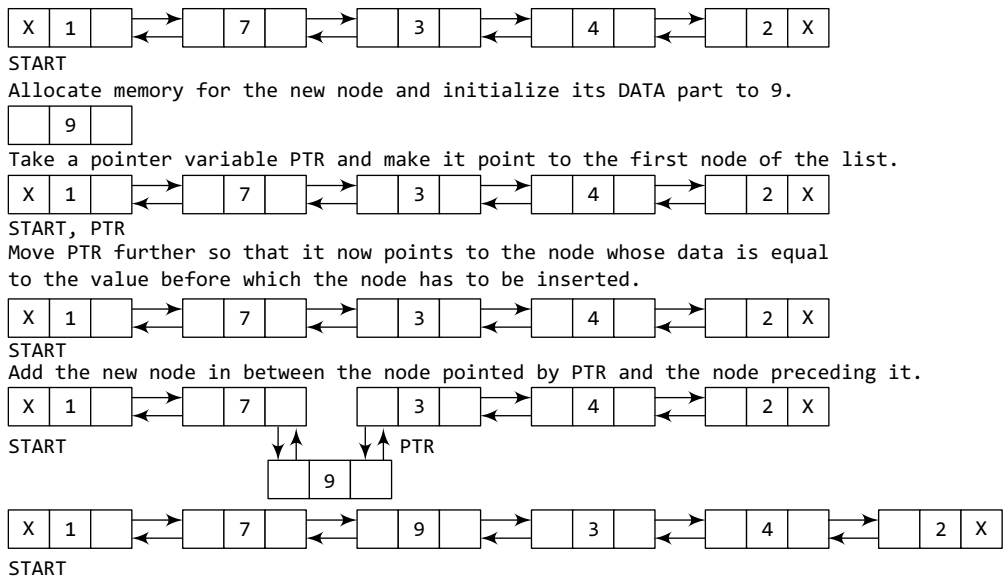 X 1 7 3 4 2 X
START
Allocate memory for the new node and initialize its DATA part to 9.
9
Take a pointer variable PTR and make it point to the first node of the list.
X 1 7 3 4 2 X
START, PTR
Move PTR further so that it now points to the node whose data is equal
to the value before which the node has to be inserted.
X 1 7 3 4 2 X
START
Add the new node in between the node pointed by PTR and the node preceding it.
X 1 7 3 4 2 X
START PTR
9
X 1 7 9 3 4 2 X
START